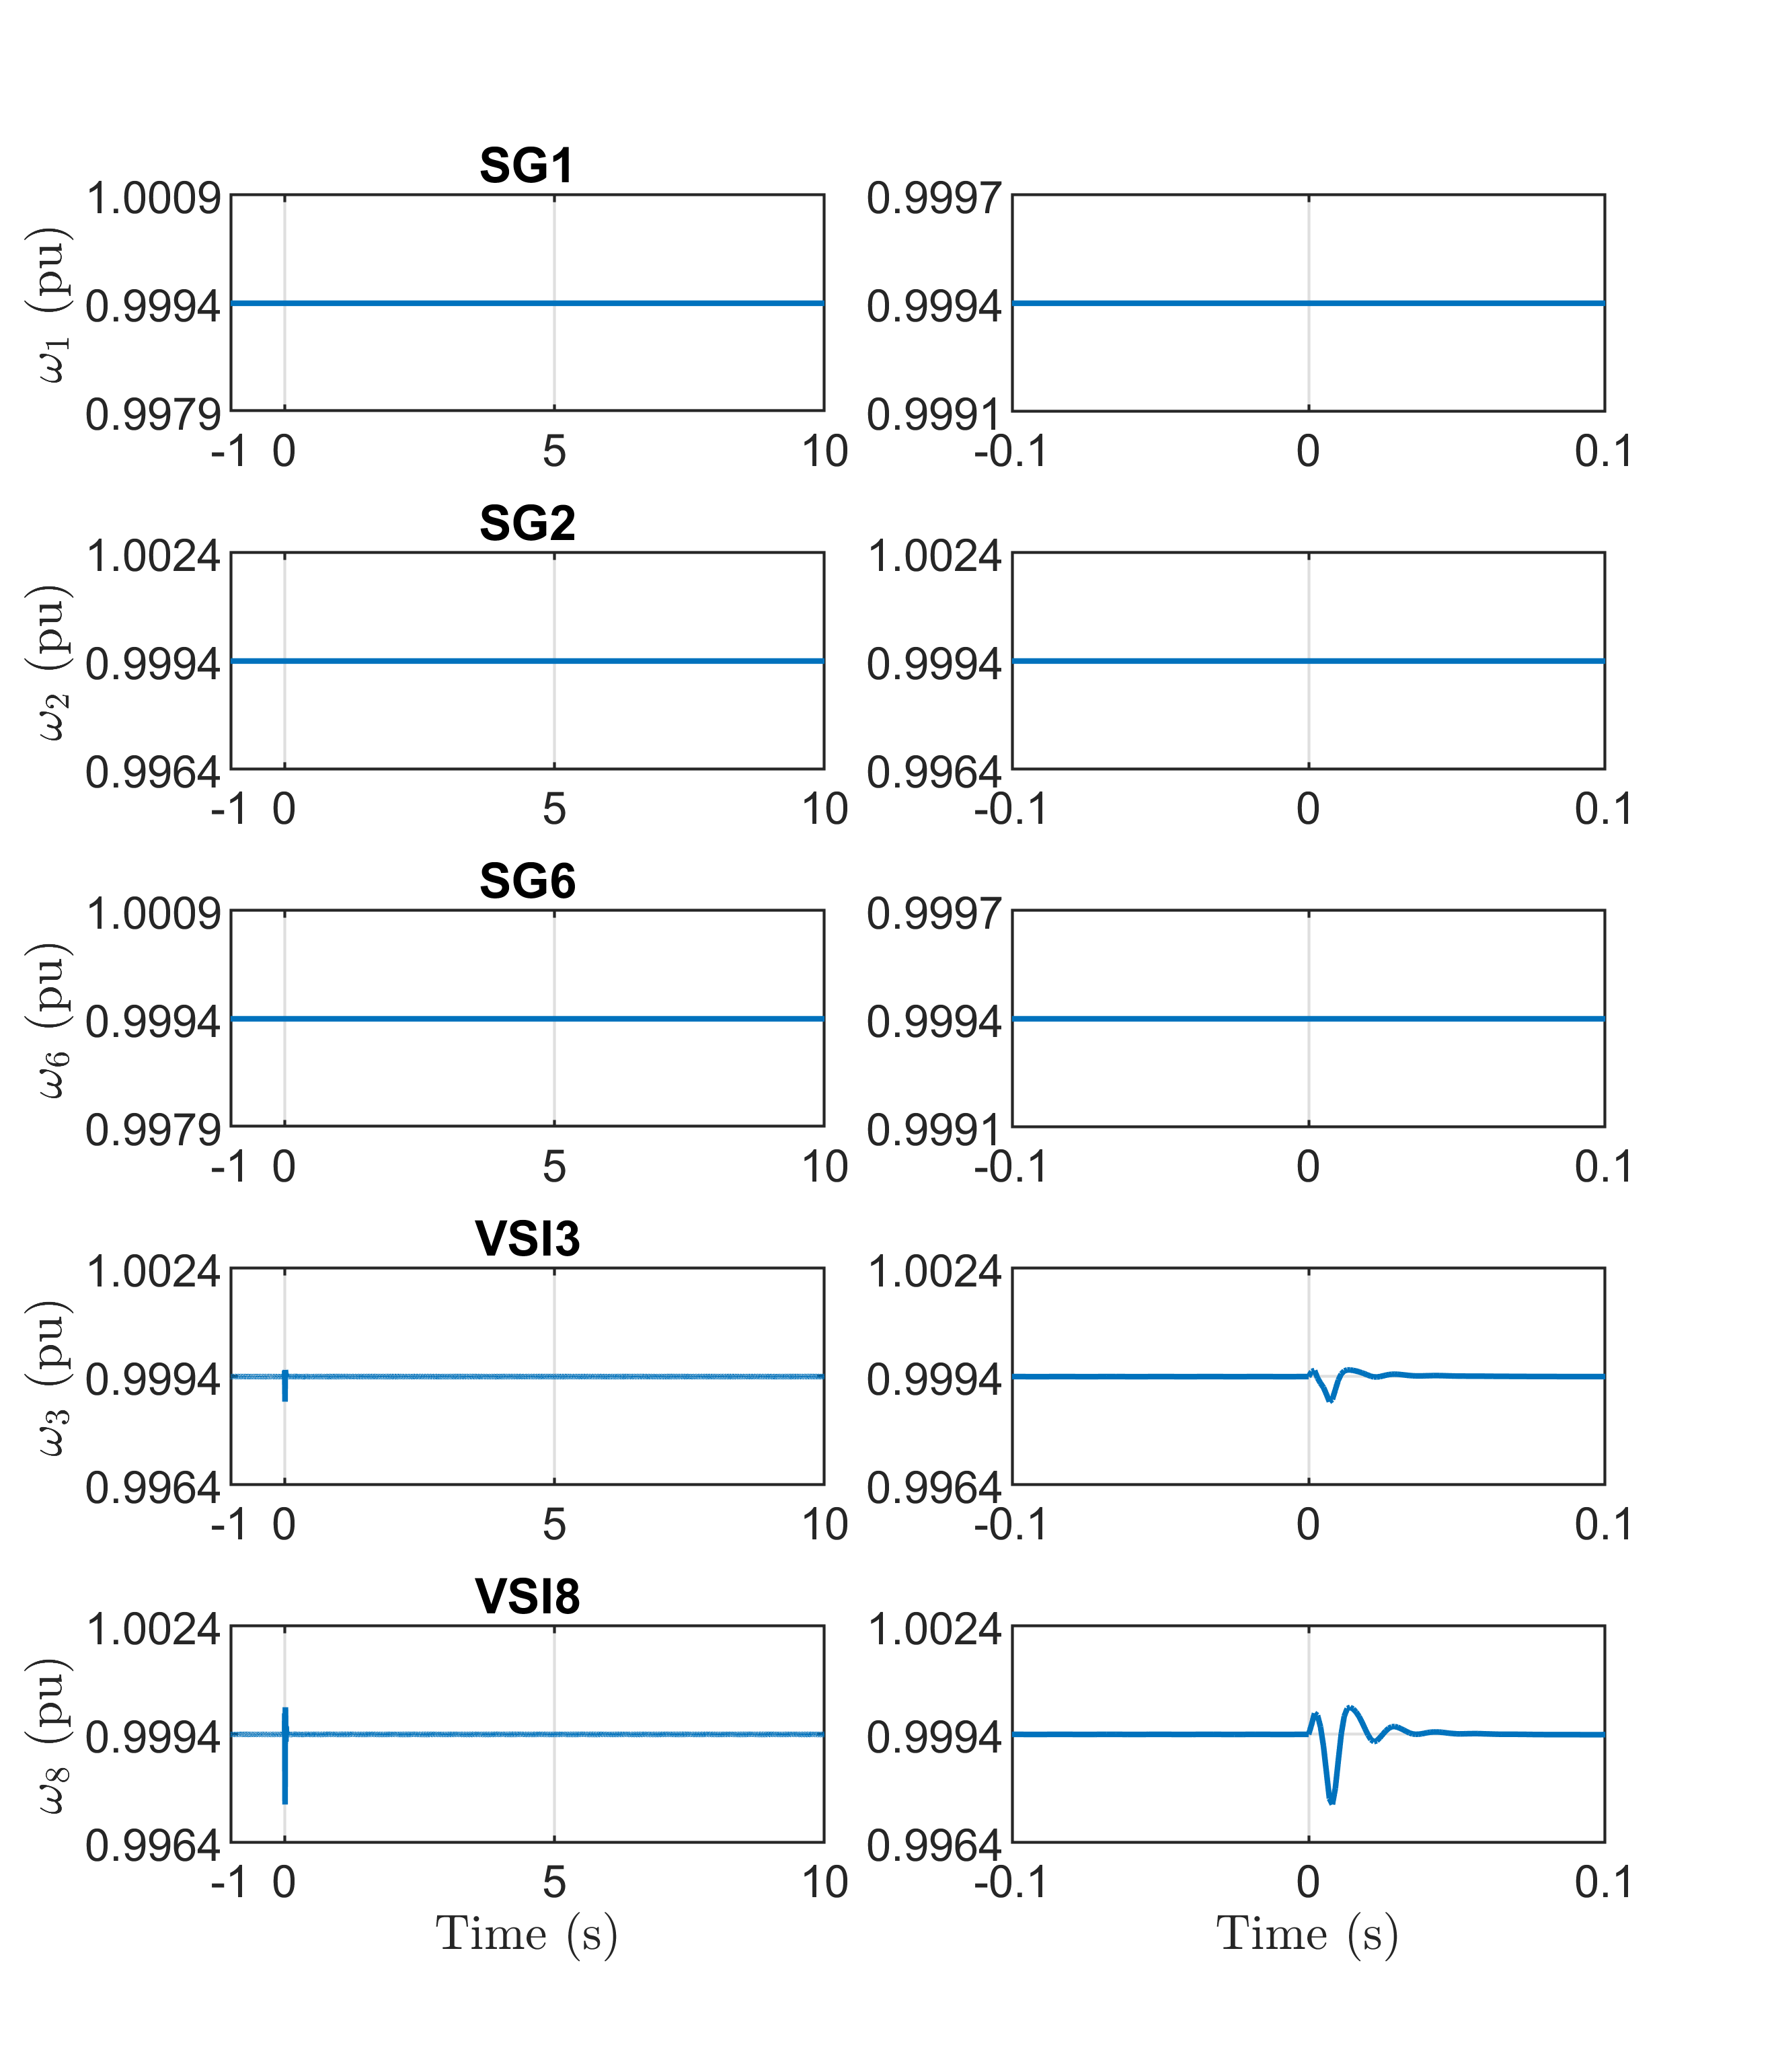 SG1
1.0009 0.9997
ω1 (pu) 0.9994 0.9994
0.9979 0.9991
-1 0 5 10 -0.1 0 0.1
SG2
1.0024 1.0024
ω2 (pu) 0.9994 0.9994
0.9964 0.9964
-1 0 5 10 -0.1 0 0.1
SG6
1.0009 0.9997
ω6 (pu) 0.9994 0.9994
0.9979 0.9991
-1 0 5 10 -0.1 0 0.1
VSI3
1.0024 1.0024
ω3 (pu) 0.9994 0.9994
0.9964 0.9964
-1 0 5 10 -0.1 0 0.1
VSI8
1.0024 1.0024
ω8 (pu) 0.9994 0.9994
0.9964 0.9964
-1 0 5 10 -0.1 0 0.1
Time (s) Time (s)